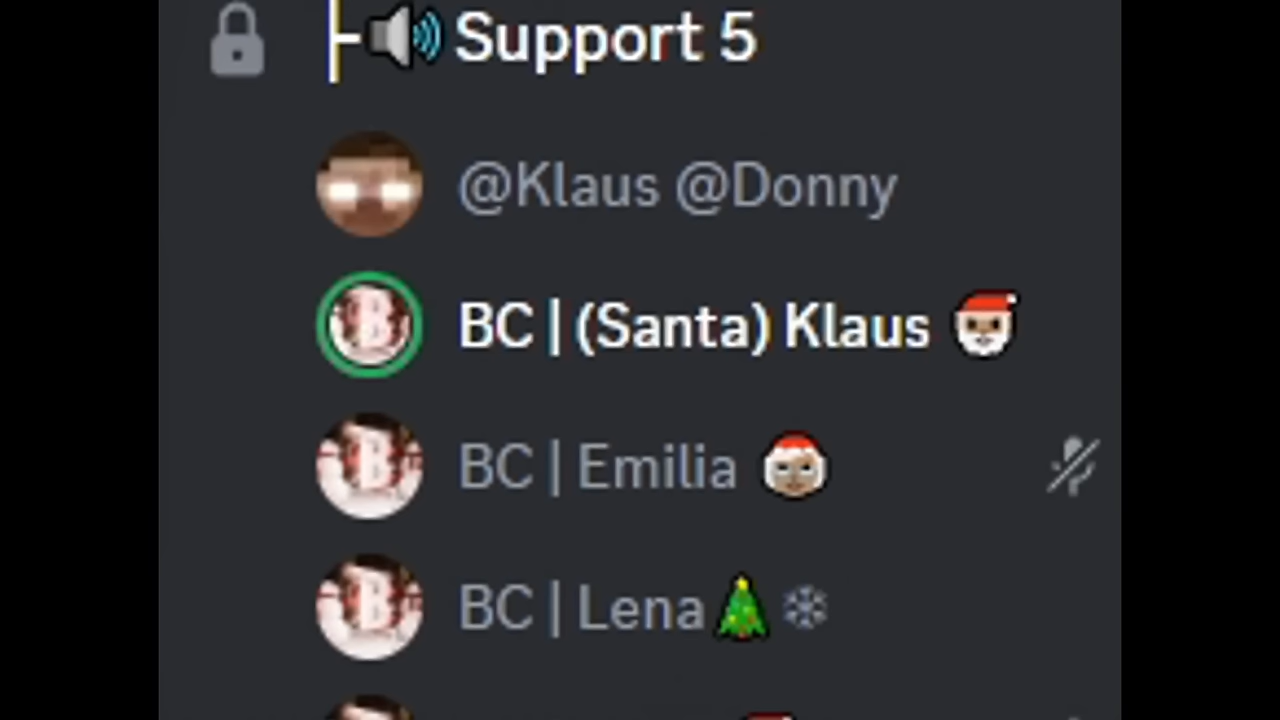 Support 5
@Klaus @Donny
BC | (Santa) Klaus 🎅
BC | Emilia 🤶
BC | Lena🎄❄